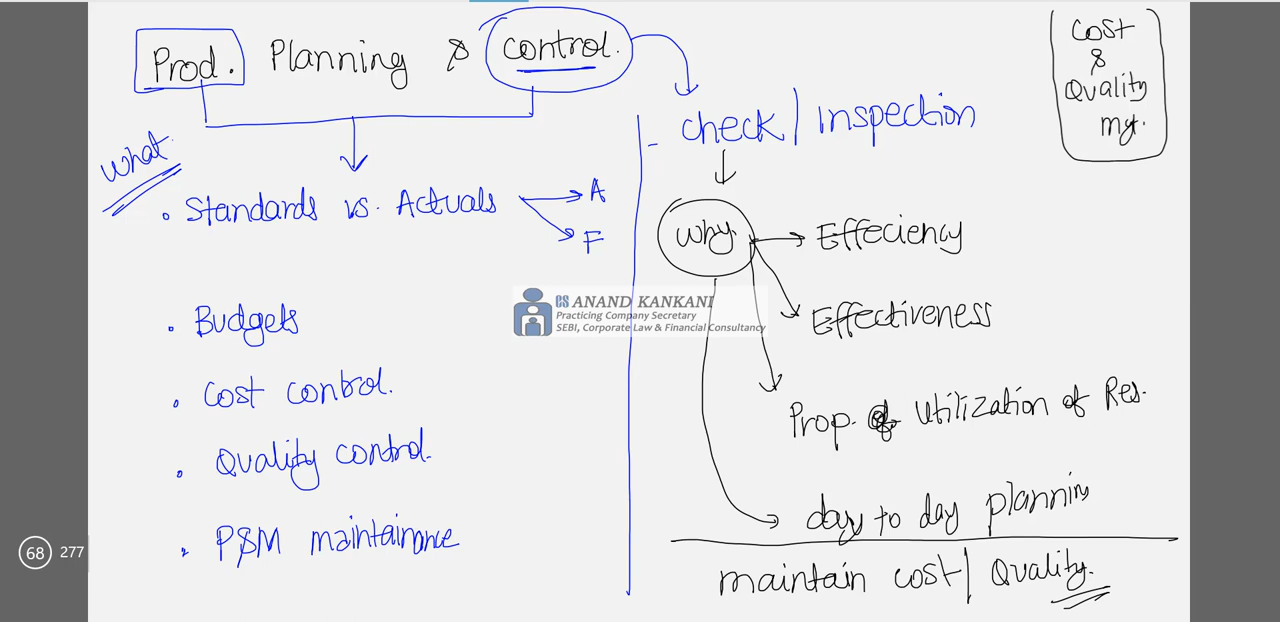 Prod. Planning & Control.
Cost
&
Quality
mg.
What
check / Inspection
• Standards vs. Actuals
A
F
Why
Effeciency
Effectiveness
Prop. of Utilization of Res.
day to day planning
maintain cost / Quality.
• Budgets
• Cost control.
• Quality control.
• P&M maintainance
CS ANAND KANKANI
Practicing Company Secretary
SEBI, Corporate Law & Financial Consultancy
68 277